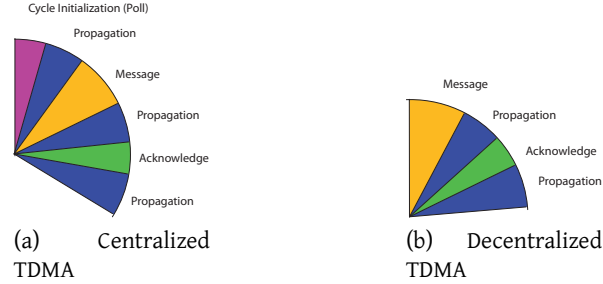 Cycle Initialization (Poll)
Propagation
Message
Propagation
Acknowledge
Propagation
(a) Centralized
TDMA
Message
Propagation
Acknowledge
Propagation
(b) Decentralized
TDMA